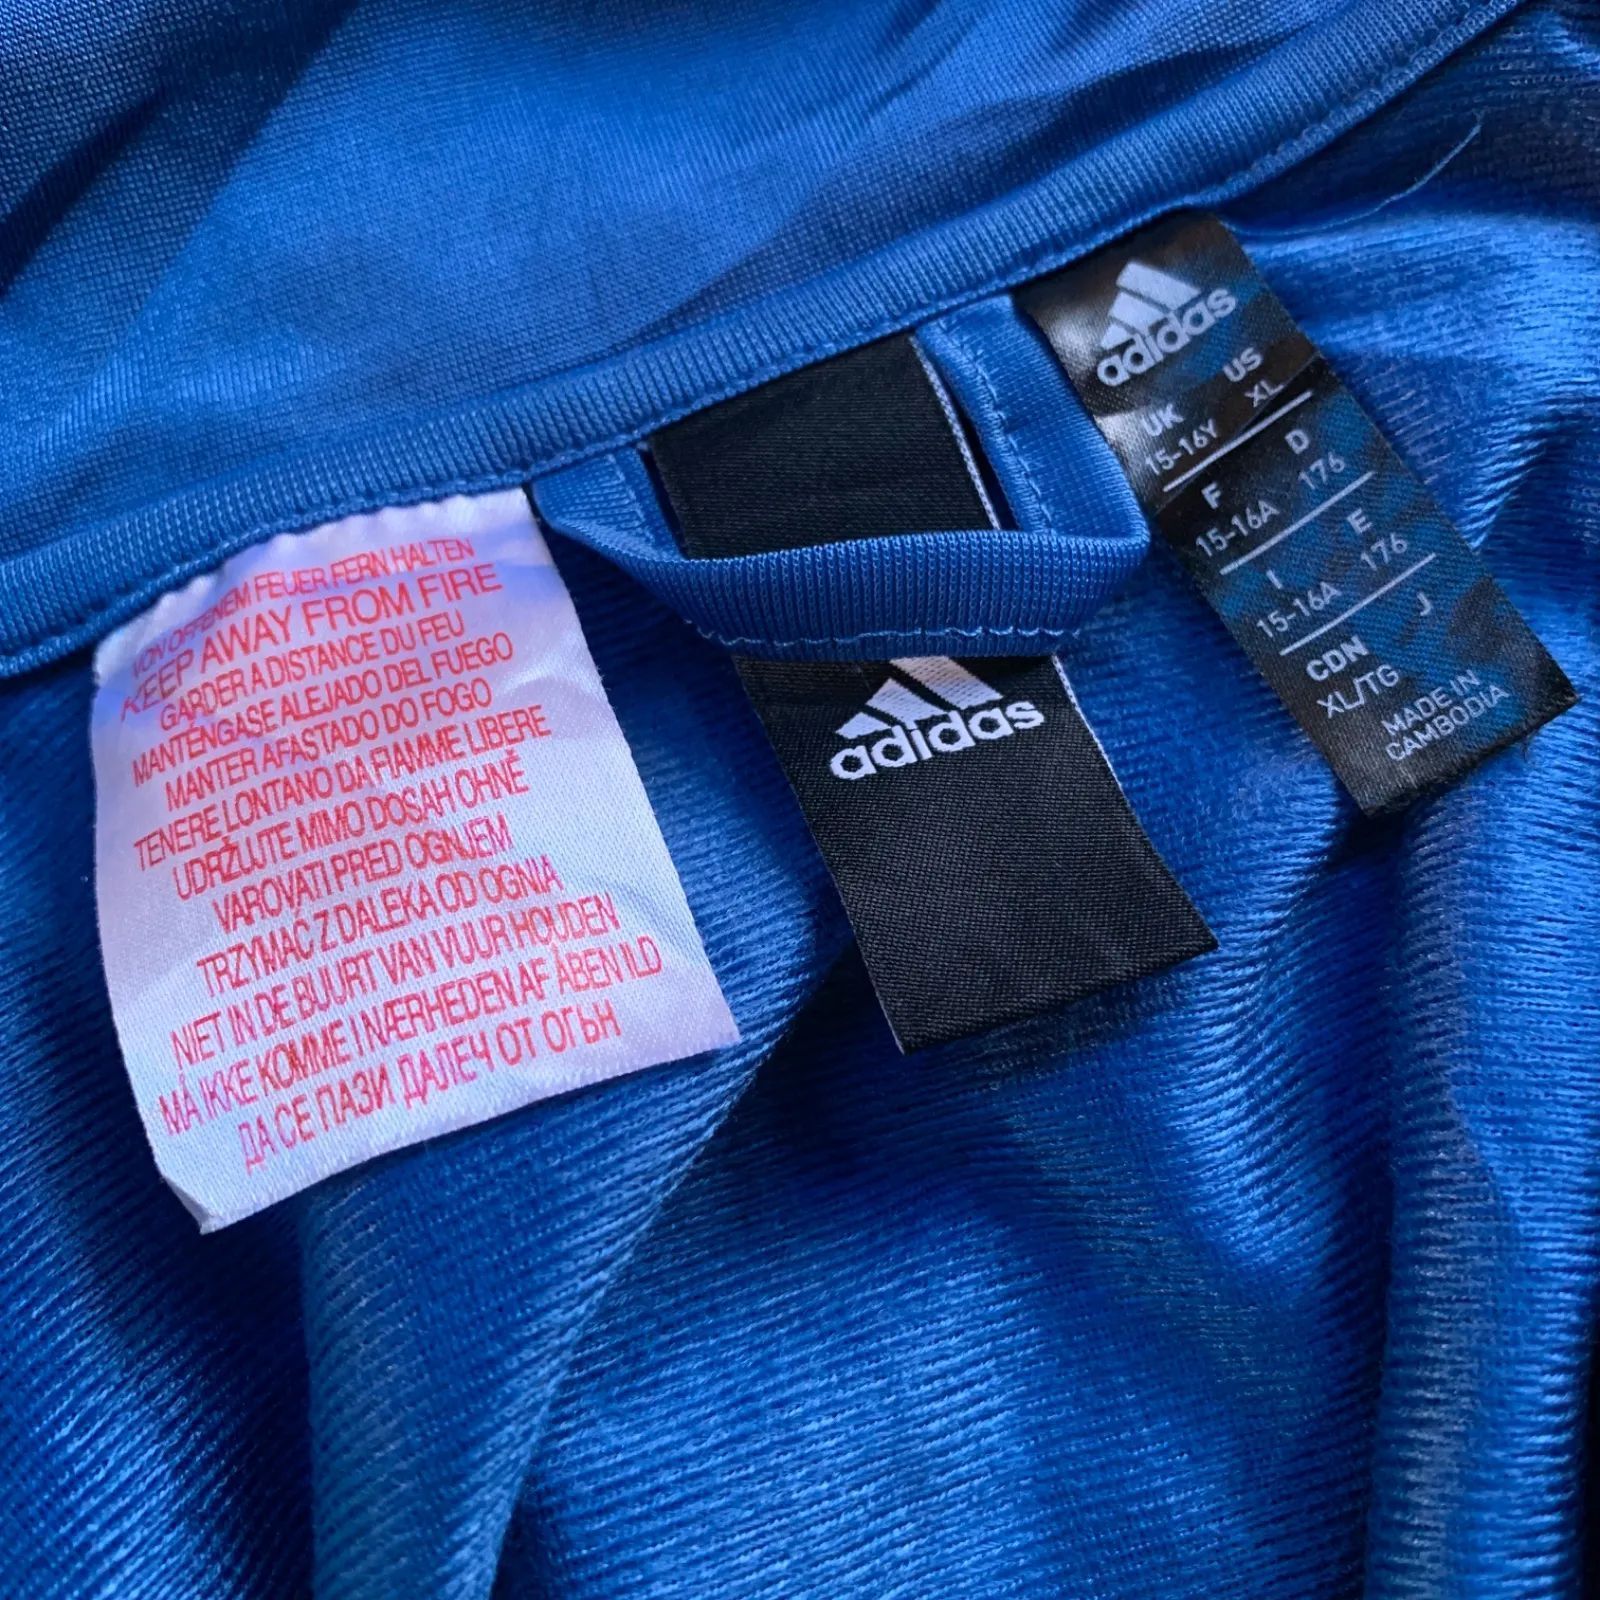 VON OFFENEM FEUER FERN HALTEN
KEEP AWAY FROM FIRE
GARDER A DISTANCE DU FEU
MANTÉNGASE ALEJADO DEL FUEGO
MANTER AFASTADO DO FOGO
TENERE LONTANO DA FIAMME LIBERE
UDRŽUJTE MIMO DOSAH OHNĚ
VAROVATI PRED OGNJEM
TRZYMAĆ Z DALEKA OD OGNIA
NIET IN DE BUURT VAN VUUR HOUDEN
MÅ IKKE KOMME I NÆRHEDEN AF ÅBEN ILD
ДА СЕ ПАЗИ ДАЛЕЧ ОТ ОГЪН
adidas
adidas
UK US
15-16Y XL
F D
15-16A 176
I E
15-16A 176
CDN J
XL/TG
MADE IN
CAMBODIA